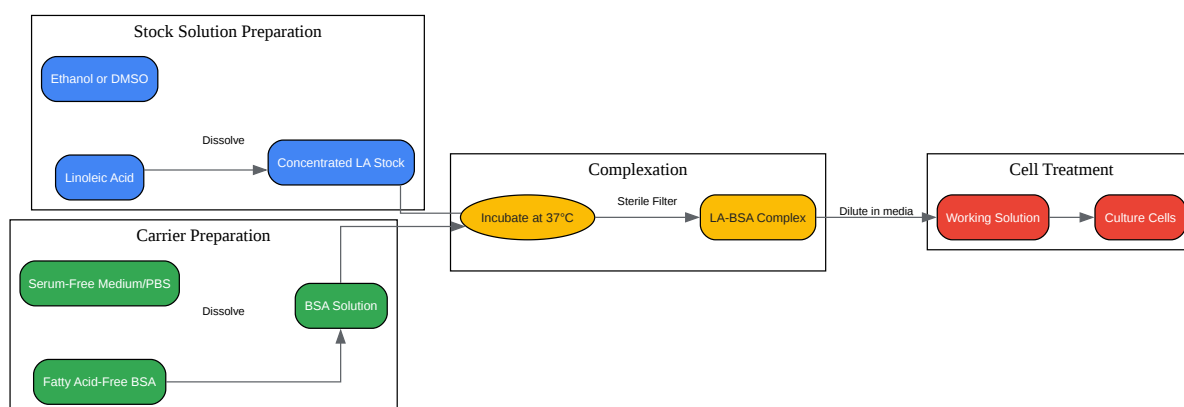 Stock Solution Preparation
Ethanol or DMSO
Dissolve
Linoleic Acid
Concentrated LA Stock
Carrier Preparation
Serum-Free Medium/PBS
Dissolve
BSA Solution
Fatty Acid-Free BSA
Complexation
Incubate at 37°C
Sterile Filter
LA-BSA Complex
Dilute in media
Cell Treatment
Working Solution
Culture Cells